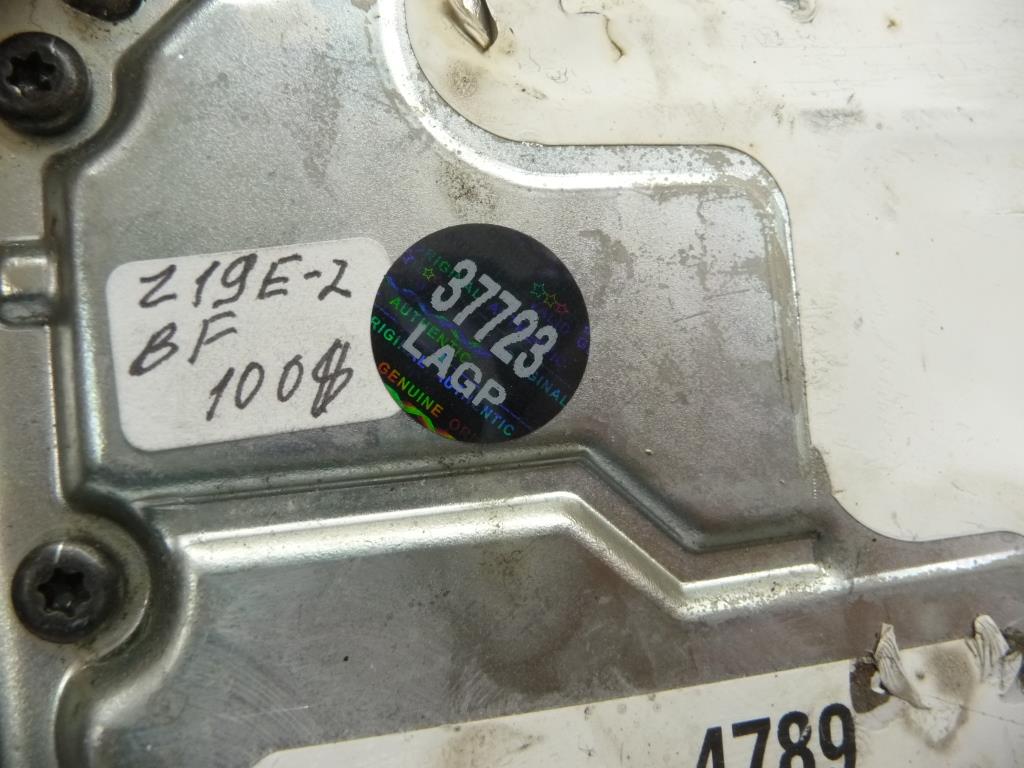 Z19E-2
BF
100$
37723
LAGP
AUTHENTIC
GENUINE
4789